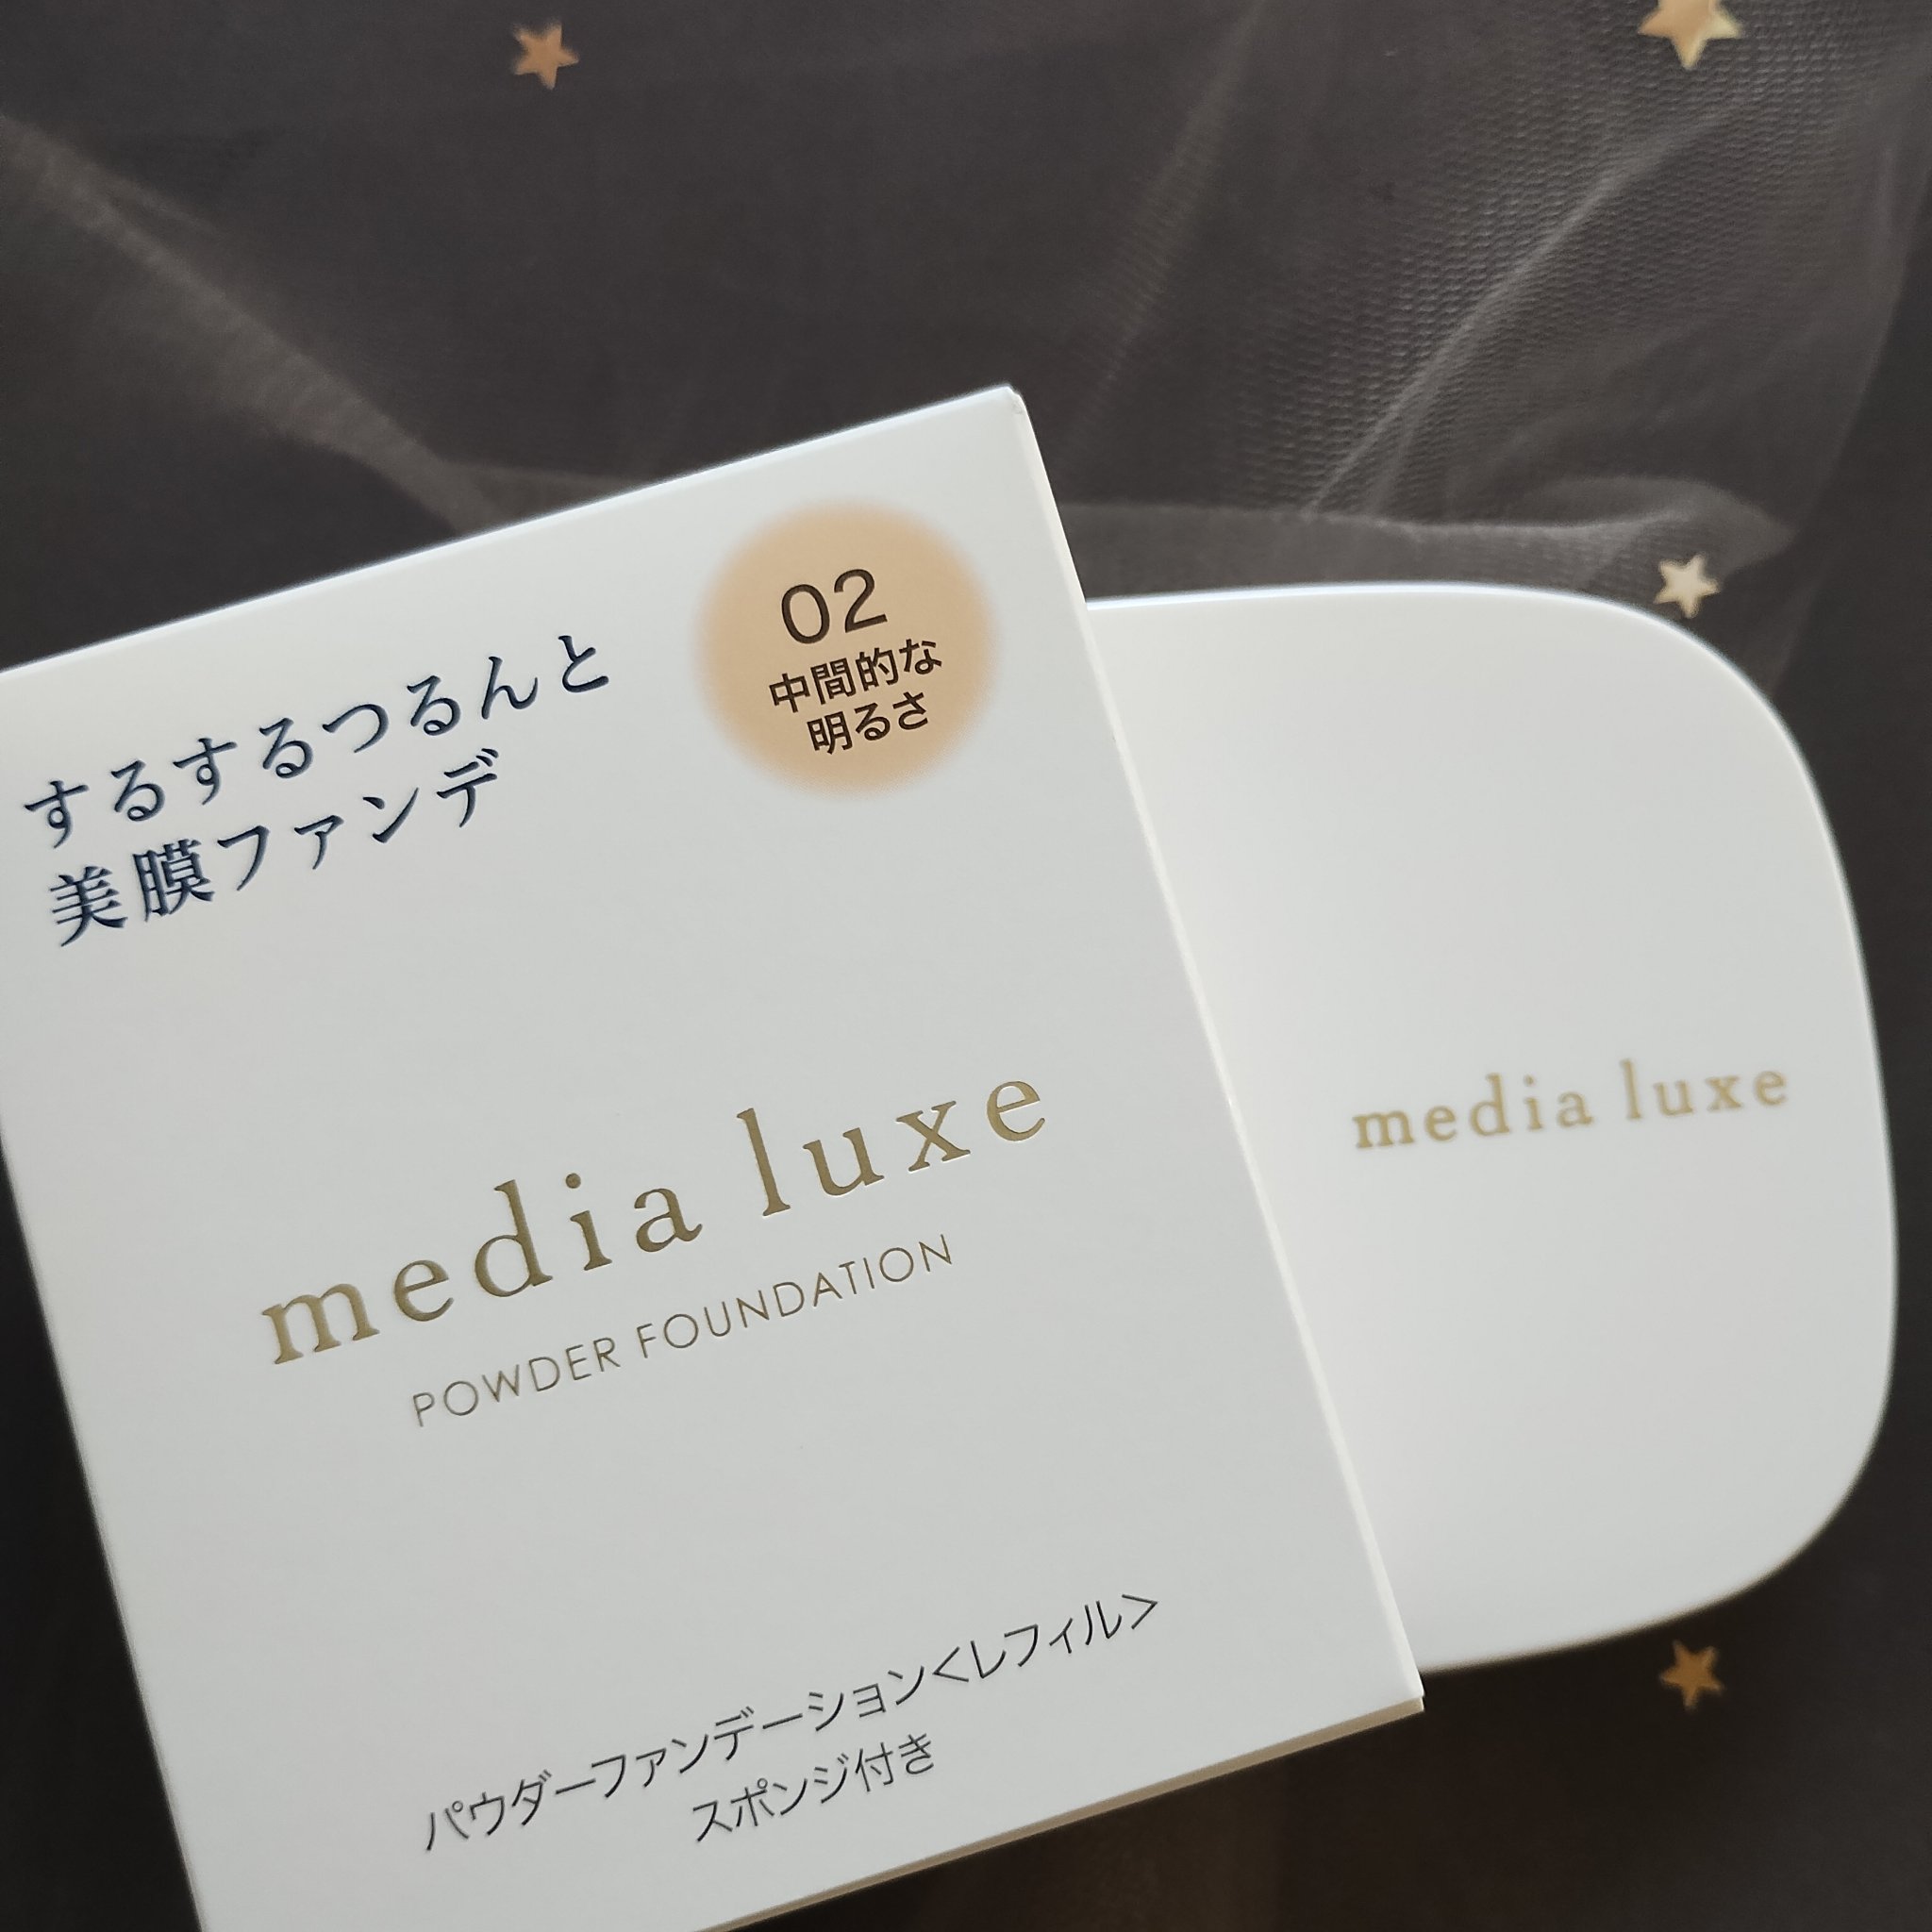 02
中間的な
明るさ
するするつるんと
美膜ファンデ
media luxe
POWDER FOUNDATION
パウダーファンデーション<レフィル>
スポンジ付き
media luxe